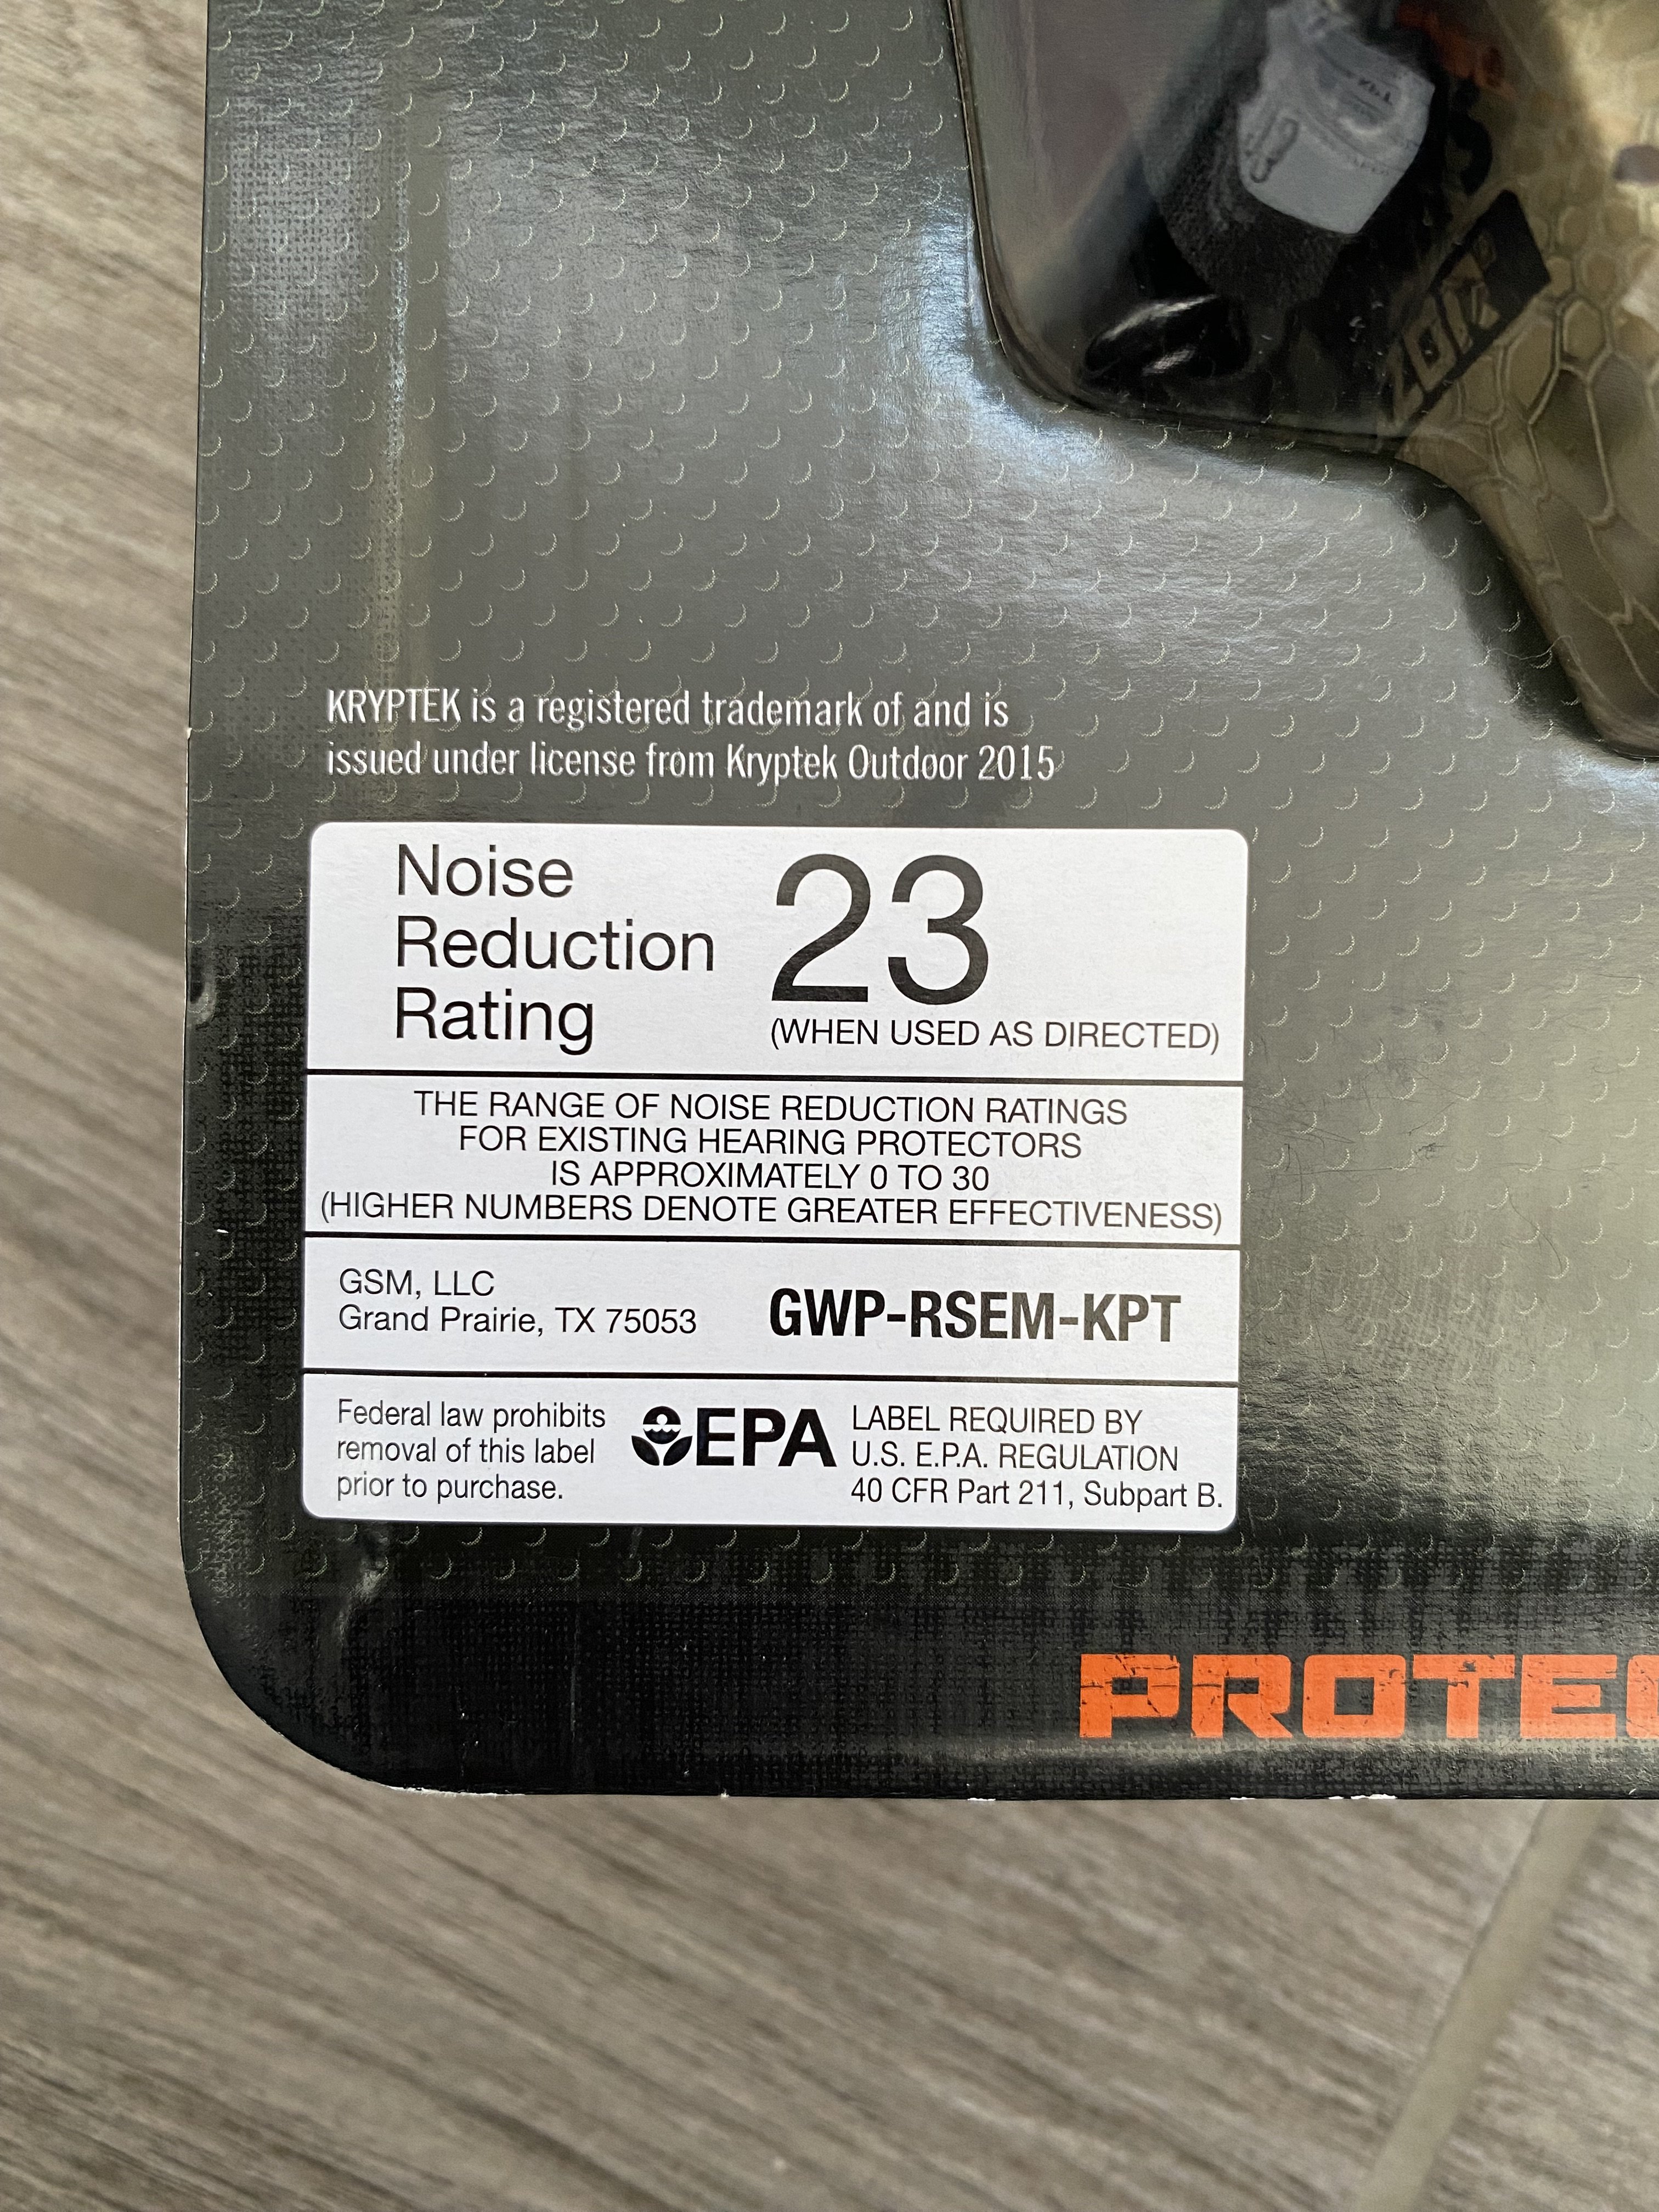 KRYPTEK is a registered trademark of and is
issued under license from Kryptek Outdoor 2015
Noise
Reduction
Rating
23
(WHEN USED AS DIRECTED)
THE RANGE OF NOISE REDUCTION RATINGS
FOR EXISTING HEARING PROTECTORS
IS APPROXIMATELY 0 TO 30
(HIGHER NUMBERS DENOTE GREATER EFFECTIVENESS)
GSM, LLC
Grand Prairie, TX 75053
GWP-RSEM-KPT
Federal law prohibits
removal of this label
prior to purchase.
EPA
LABEL REQUIRED BY
U.S. E.P.A. REGULATION
40 CFR Part 211, Subpart B.
PROTEC